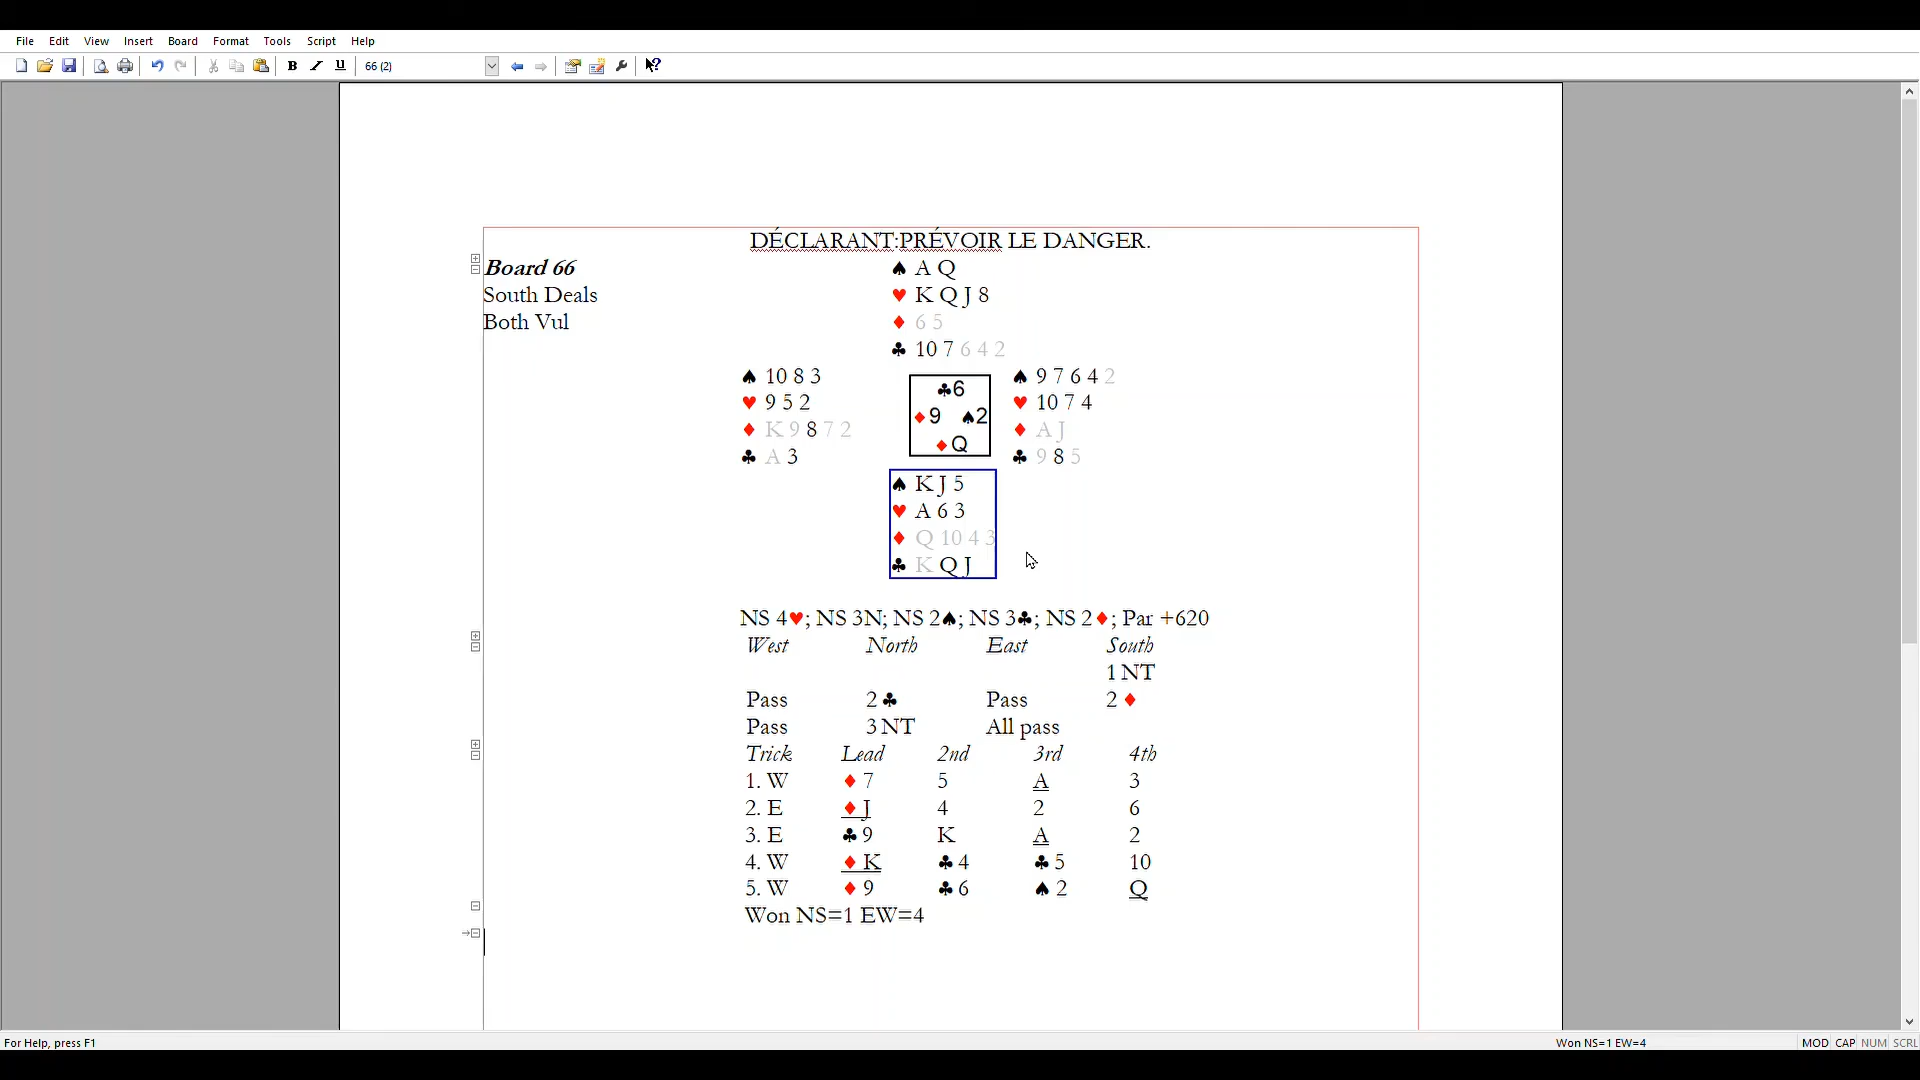 File Edit View Insert Board Format Tools Script Help
B I U 66 (2)
DÉCLARANT:PRÉVOIR LE DANGER.
Board 66
South Deals
Both Vul
♠ A Q
♥ K Q J 8
♦ 6 5
♣ 10 7 6 4 2
♠ 10 8 3
♥ 9 5 2
♦ K 9 8 7 2
♣ A 3
♣6
♦9 ♠2
♦Q
♠ 9 7 6 4 2
♥ 10 7 4
♦ A J
♣ 9 8 5
♠ K J 5
♥ A 6 3
♦ Q 10 4 3
♣ K Q J
NS 4♥; NS 3N; NS 2♠; NS 3♣; NS 2♦; Par +620
West North East South
1 NT
Pass 2 ♣ Pass 2 ♦
Pass 3 NT All pass
Trick Lead 2nd 3rd 4th
1. W ♦ 7 5 A 3
2. E ♦ J 4 2 6
3. E ♣ 9 K A 2
4. W ♦ K ♣ 4 ♣ 5 10
5. W ♦ 9 ♣ 6 ♠ 2 Q
Won NS=1 EW=4
For Help, press F1 Won NS=1 EW=4 MOD CAP NUM SCRL